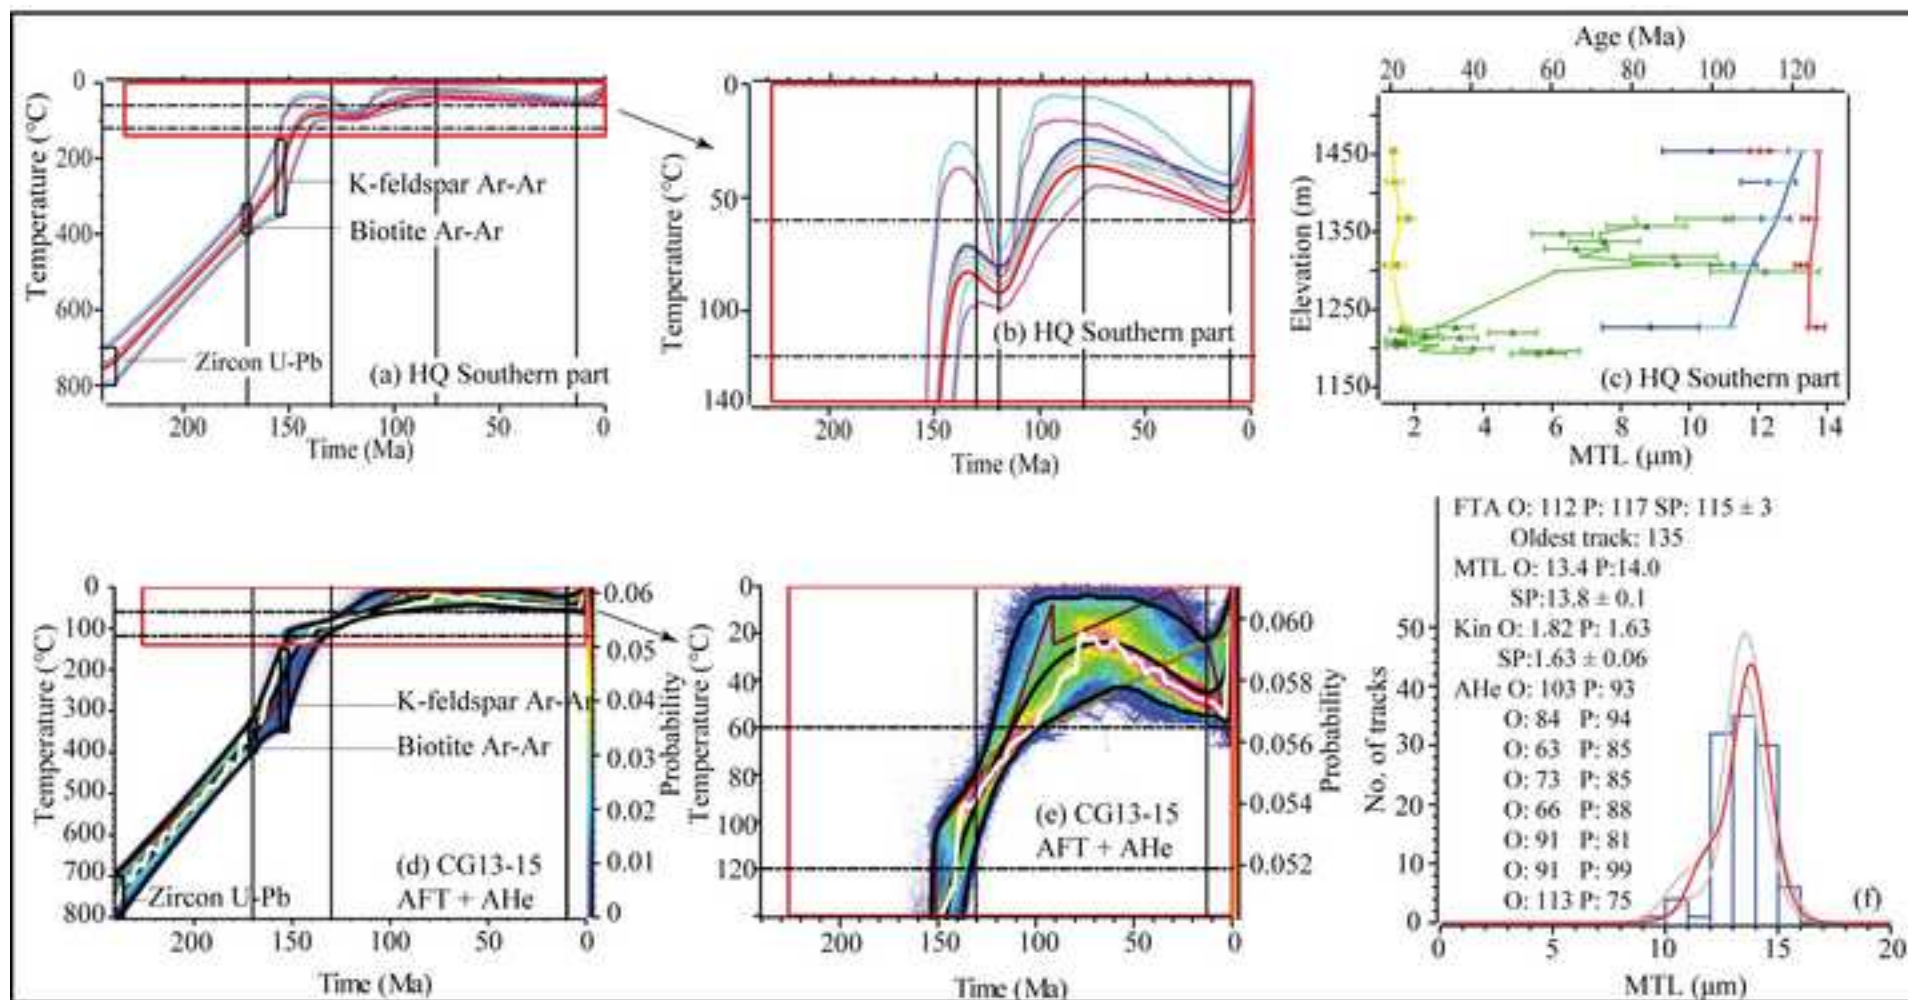 0
200
400
600
800
Temperature (°C)
K-feldspar Ar-Ar
Biotite Ar-Ar
Zircon U-Pb
(a) HQ Southern part
200
150
100
50
0
Time (Ma)
0
50
100
140
Temperature (°C)
(b) HQ Southern part
200
150
100
50
0
Time (Ma)
Age (Ma)
20
40
60
80
100
120
1450
1350
1250
1150
Elevation (m)
(c) HQ Southern part
2
4
6
8
10
12
14
MTL (μm)
0
100
200
300
400
500
600
700
800
Temperature (°C)
K-feldspar Ar-Ar
Biotite Ar-Ar
Zircon U-Pb
(d) CG13-15
AFT + AHe
0.06
0.05
0.04
0.03
0.02
0.01
0
Probability
200
150
100
50
0
Time (Ma)
0
20
40
60
80
100
120
Temperature (°C)
(e) CG13-15
AFT + AHe
0.060
0.058
0.056
0.054
0.052
Probability
200
150
100
50
0
Time (Ma)
FTA O: 112 P: 117 SP: 115 ± 3
Oldest track: 135
MTL O: 13.4 P:14.0
SP:13.8 ± 0.1
Kin O: 1.82 P: 1.63
SP:1.63 ± 0.06
AHe O: 103 P: 93
O: 84 P: 94
O: 63 P: 85
O: 73 P: 85
O: 66 P: 88
O: 91 P: 81
O: 91 P: 99
O: 113 P: 75
(f)
50
40
30
20
10
0
No. of tracks
0
5
10
15
20
MTL (μm)